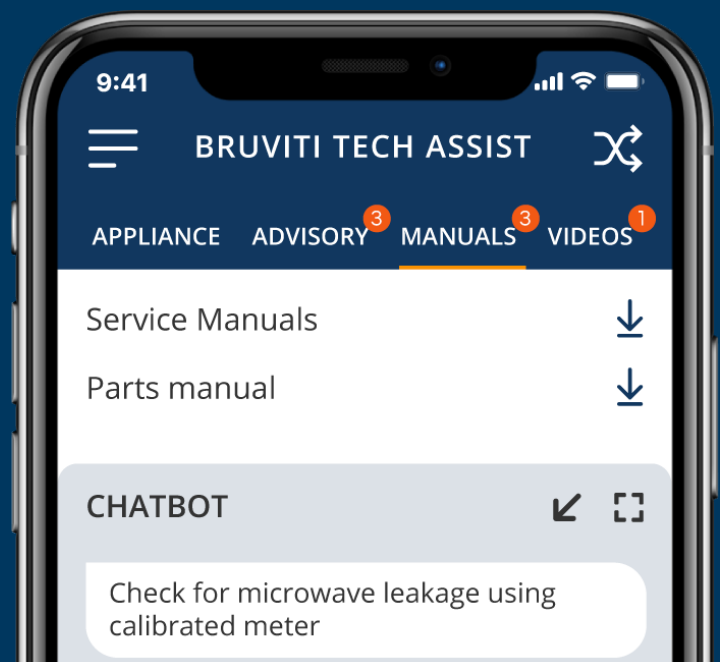 9:41
BRUVITI TECH ASSIST
APPLIANCE ADVISORY 3 MANUALS 3 VIDEOS 1
Service Manuals
Parts manual
CHATBOT
Check for microwave leakage using
calibrated meter